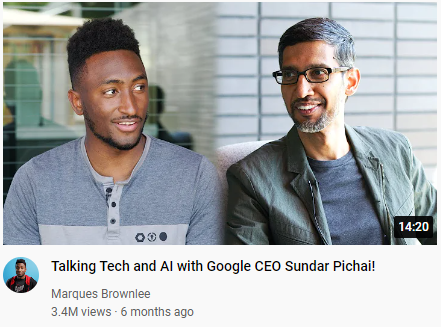 14:20
Talking Tech and AI with Google CEO Sundar Pichai!
Marques Brownlee
3.4M views · 6 months ago